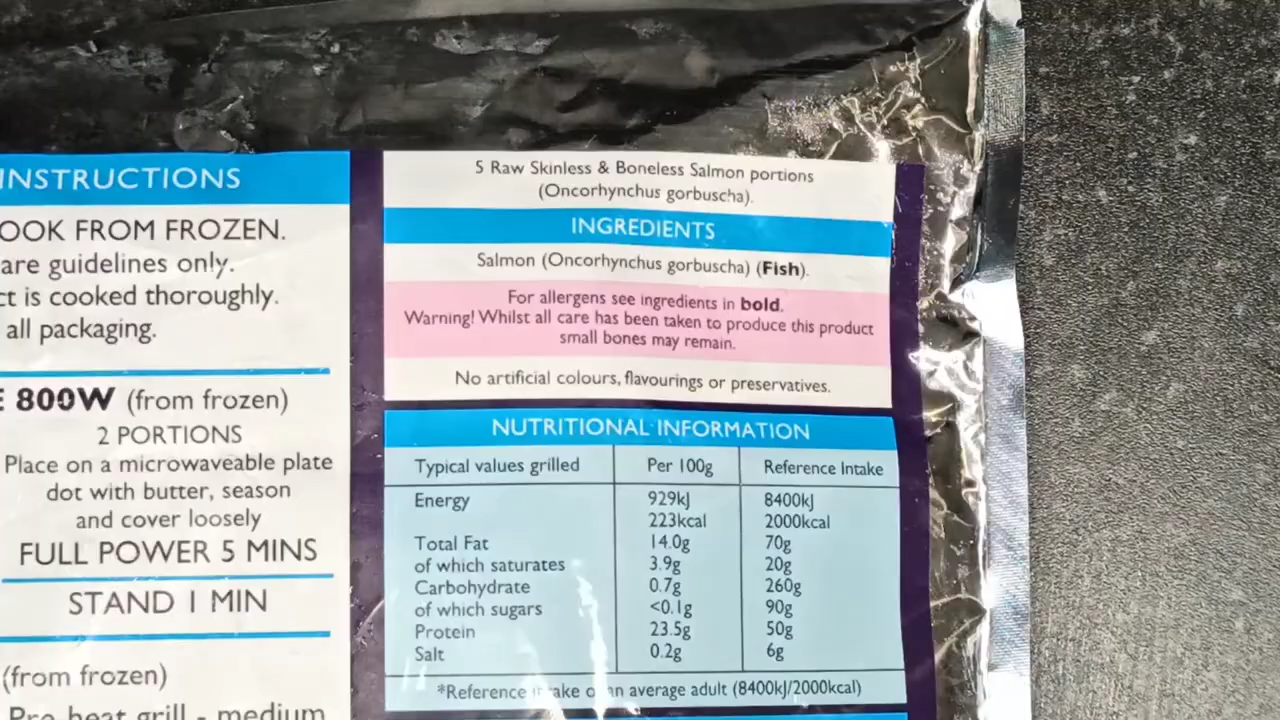 INSTRUCTIONS
OOK FROM FROZEN.
are guidelines only.
ct is cooked thoroughly.
all packaging.
E 800W (from frozen)
2 PORTIONS
Place on a microwaveable plate
dot with butter, season
and cover loosely
FULL POWER 5 MINS
STAND 1 MIN
(from frozen)
Pre-heat grill - medium
5 Raw Skinless & Boneless Salmon portions
(Oncorhynchus gorbuscha).
INGREDIENTS
Salmon (Oncorhynchus gorbuscha) (Fish).
For allergens see ingredients in bold.
Warning! Whilst all care has been taken to produce this product
small bones may remain.
No artificial colours, flavourings or preservatives.
NUTRITIONAL INFORMATION
Typical values grilled Per 100g Reference Intake
Energy 929kJ 8400kJ
223kcal 2000kcal
Total Fat 14.0g 70g
of which saturates 3.9g 20g
Carbohydrate 0.7g 260g
of which sugars <0.1g 90g
Protein 23.5g 50g
Salt 0.2g 6g
*Reference intake of an average adult (8400kJ/2000kcal)